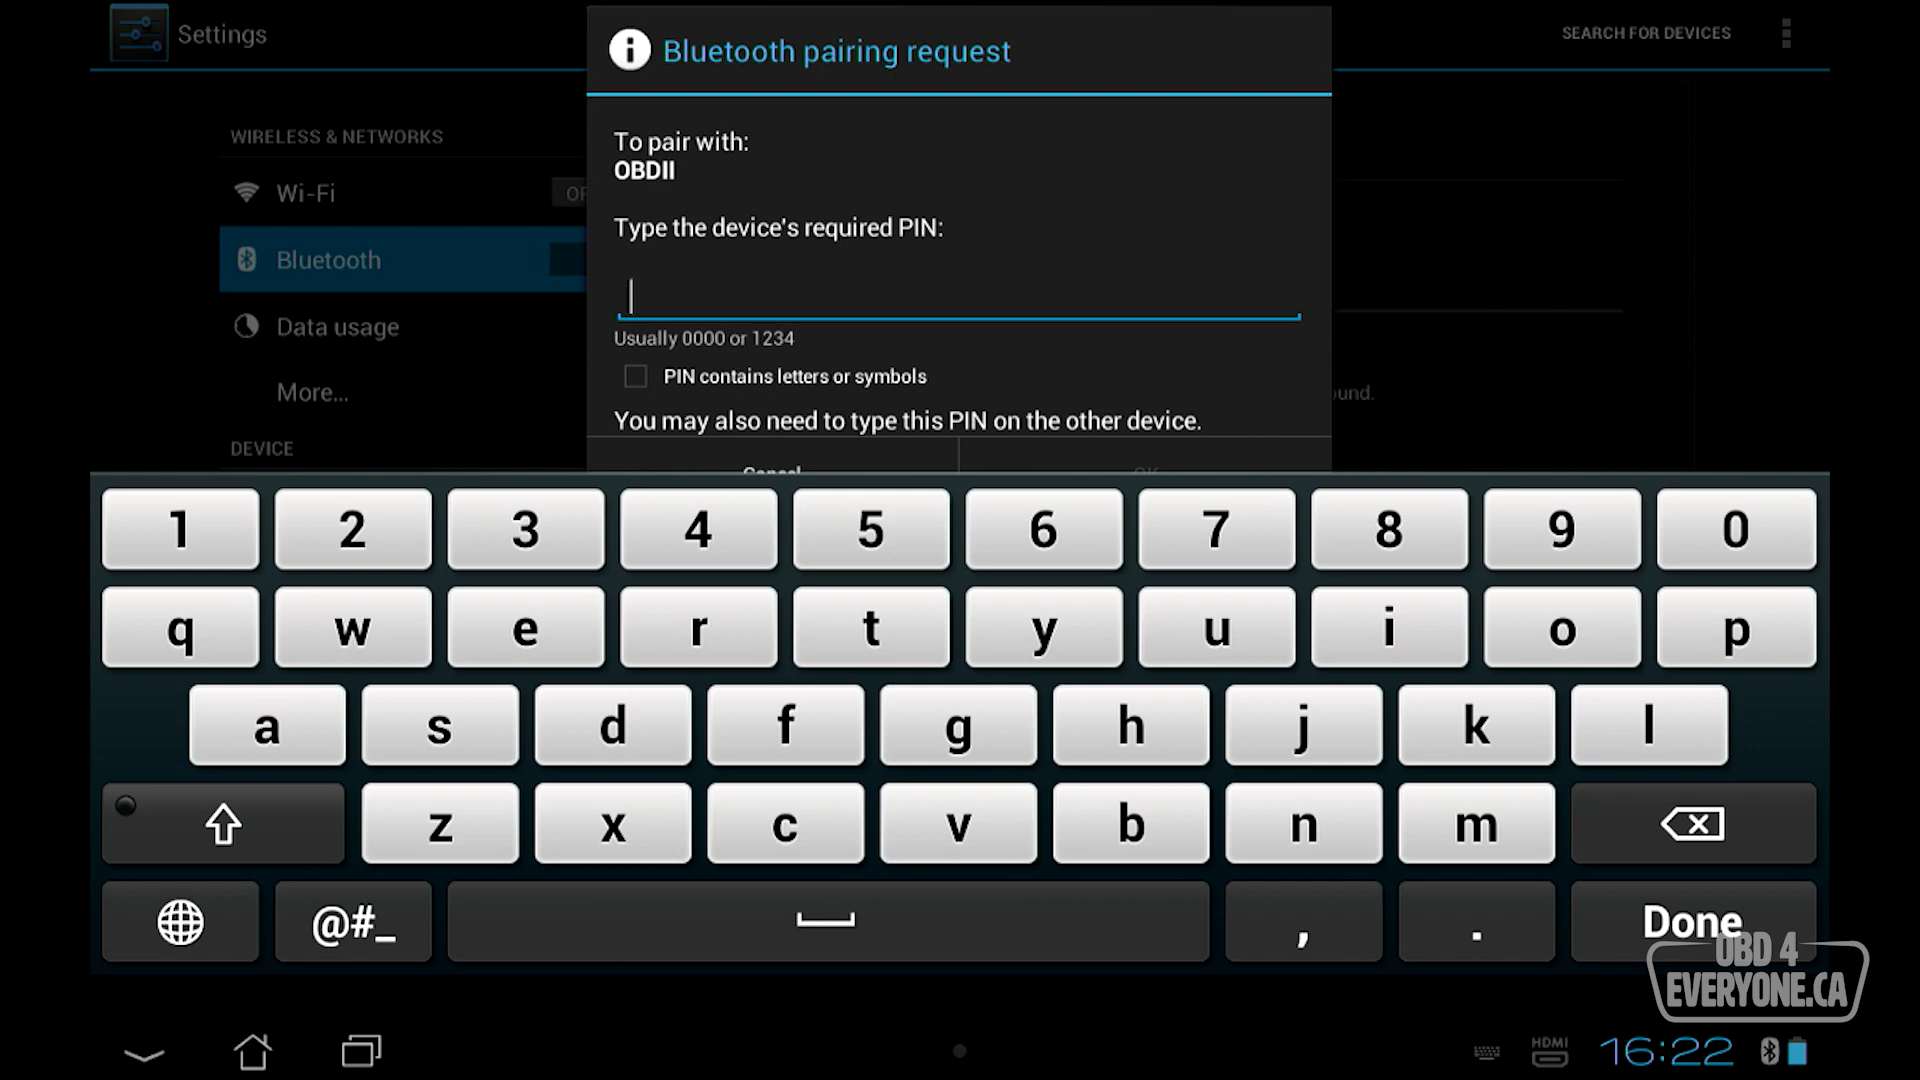 Settings
Bluetooth pairing request
SEARCH FOR DEVICES
WIRELESS & NETWORKS
Wi-Fi
Bluetooth
Data usage
More...
DEVICE
To pair with:
OBDII
Type the device's required PIN:
Usually 0000 or 1234
PIN contains letters or symbols
You may also need to type this PIN on the other device.
Cancel
OK
1 2 3 4 5 6 7 8 9 0
q w e r t y u i o p
a s d f g h j k l
z x c v b n m
@#_ , . Done
OBD 4
EVERYONE.CA
HDMI
16:22